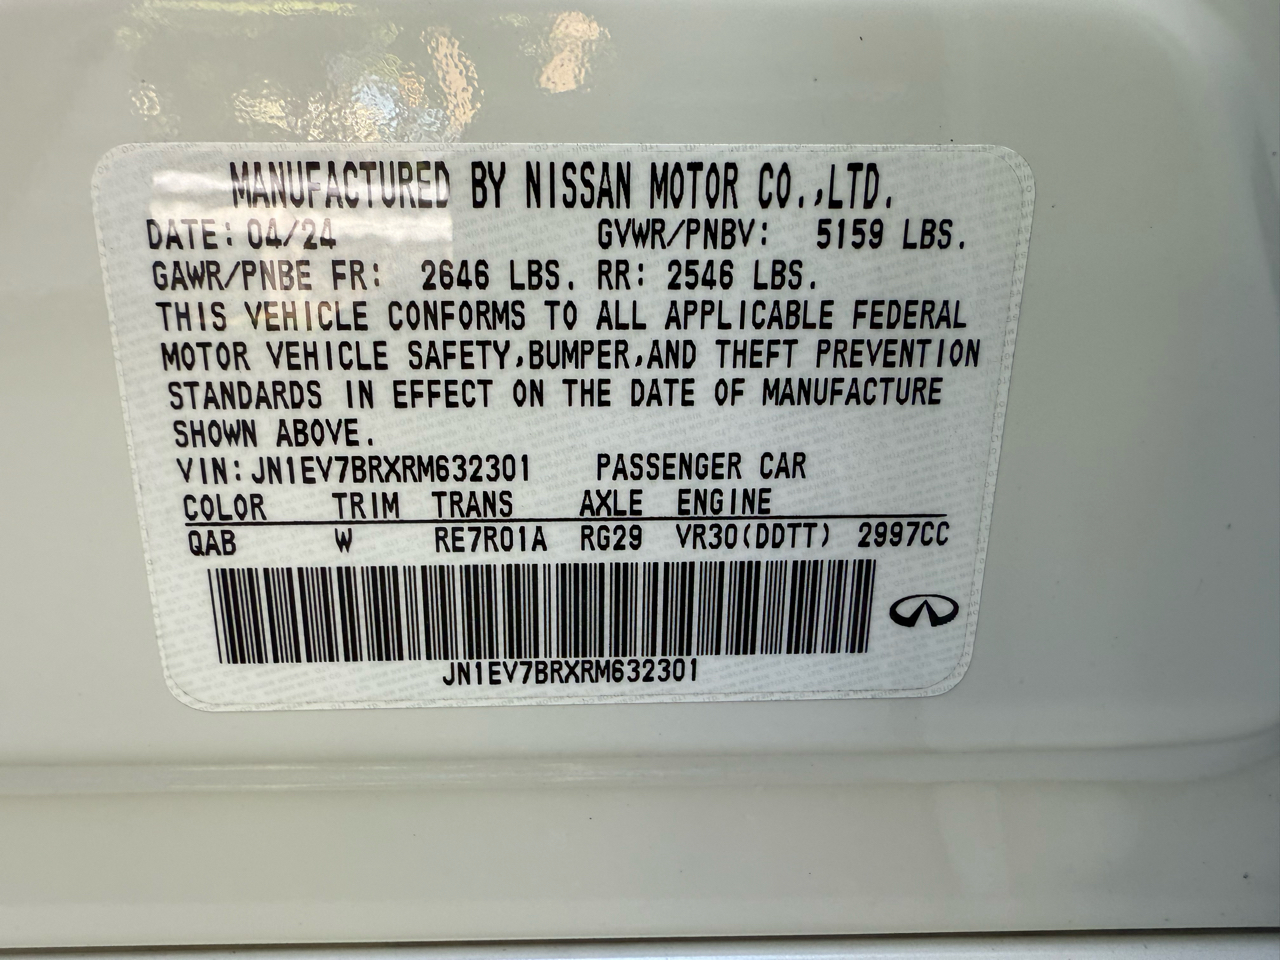 MANUFACTURED BY NISSAN MOTOR CO.,LTD.
DATE: 04/24 GVWR/PNBV: 5159 LBS.
GAWR/PNBE FR: 2646 LBS. RR: 2546 LBS.
THIS VEHICLE CONFORMS TO ALL APPLICABLE FEDERAL
MOTOR VEHICLE SAFETY,BUMPER,AND THEFT PREVENTION
STANDARDS IN EFFECT ON THE DATE OF MANUFACTURE
SHOWN ABOVE.
VIN: JN1EV7BRXRM632301 PASSENGER CAR
COLOR TRIM TRANS AXLE ENGINE
QAB W RE7R01A RG29 VR30(DDTT) 2997CC
JN1EV7BRXRM632301